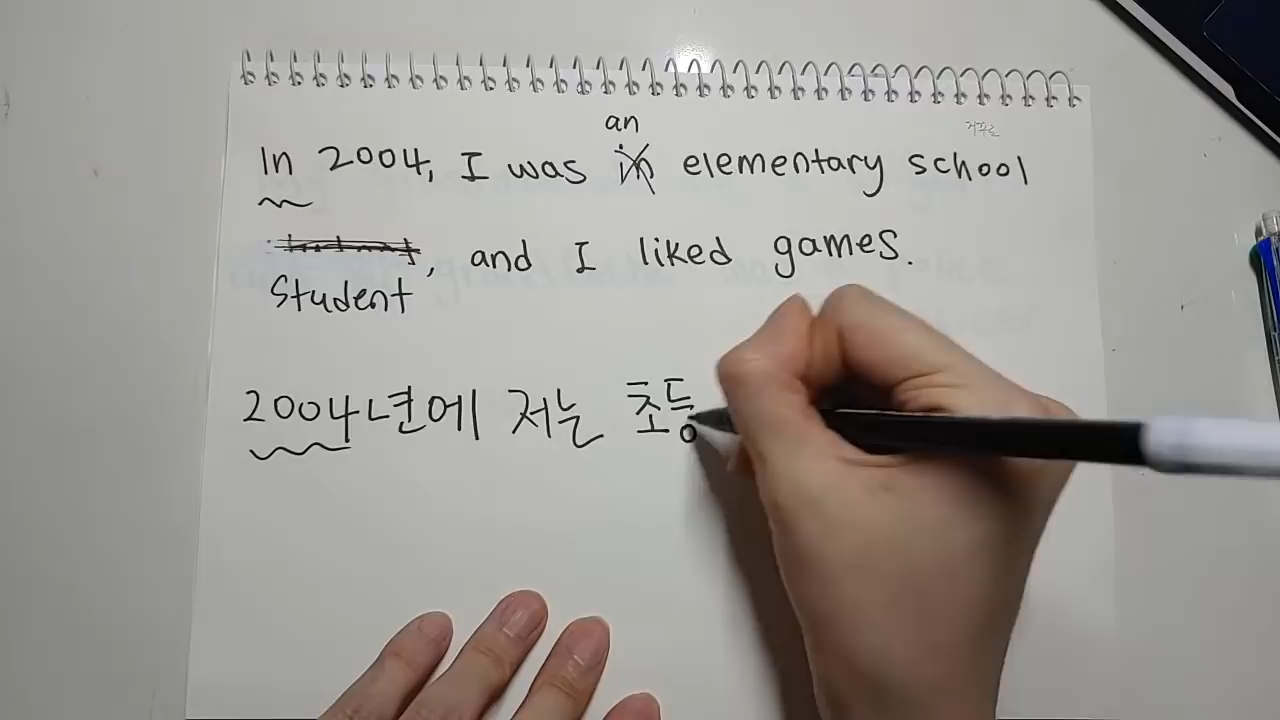 an
In 2004, I was in elementary school
, and I liked games.
Student
2004년에 저는 초등